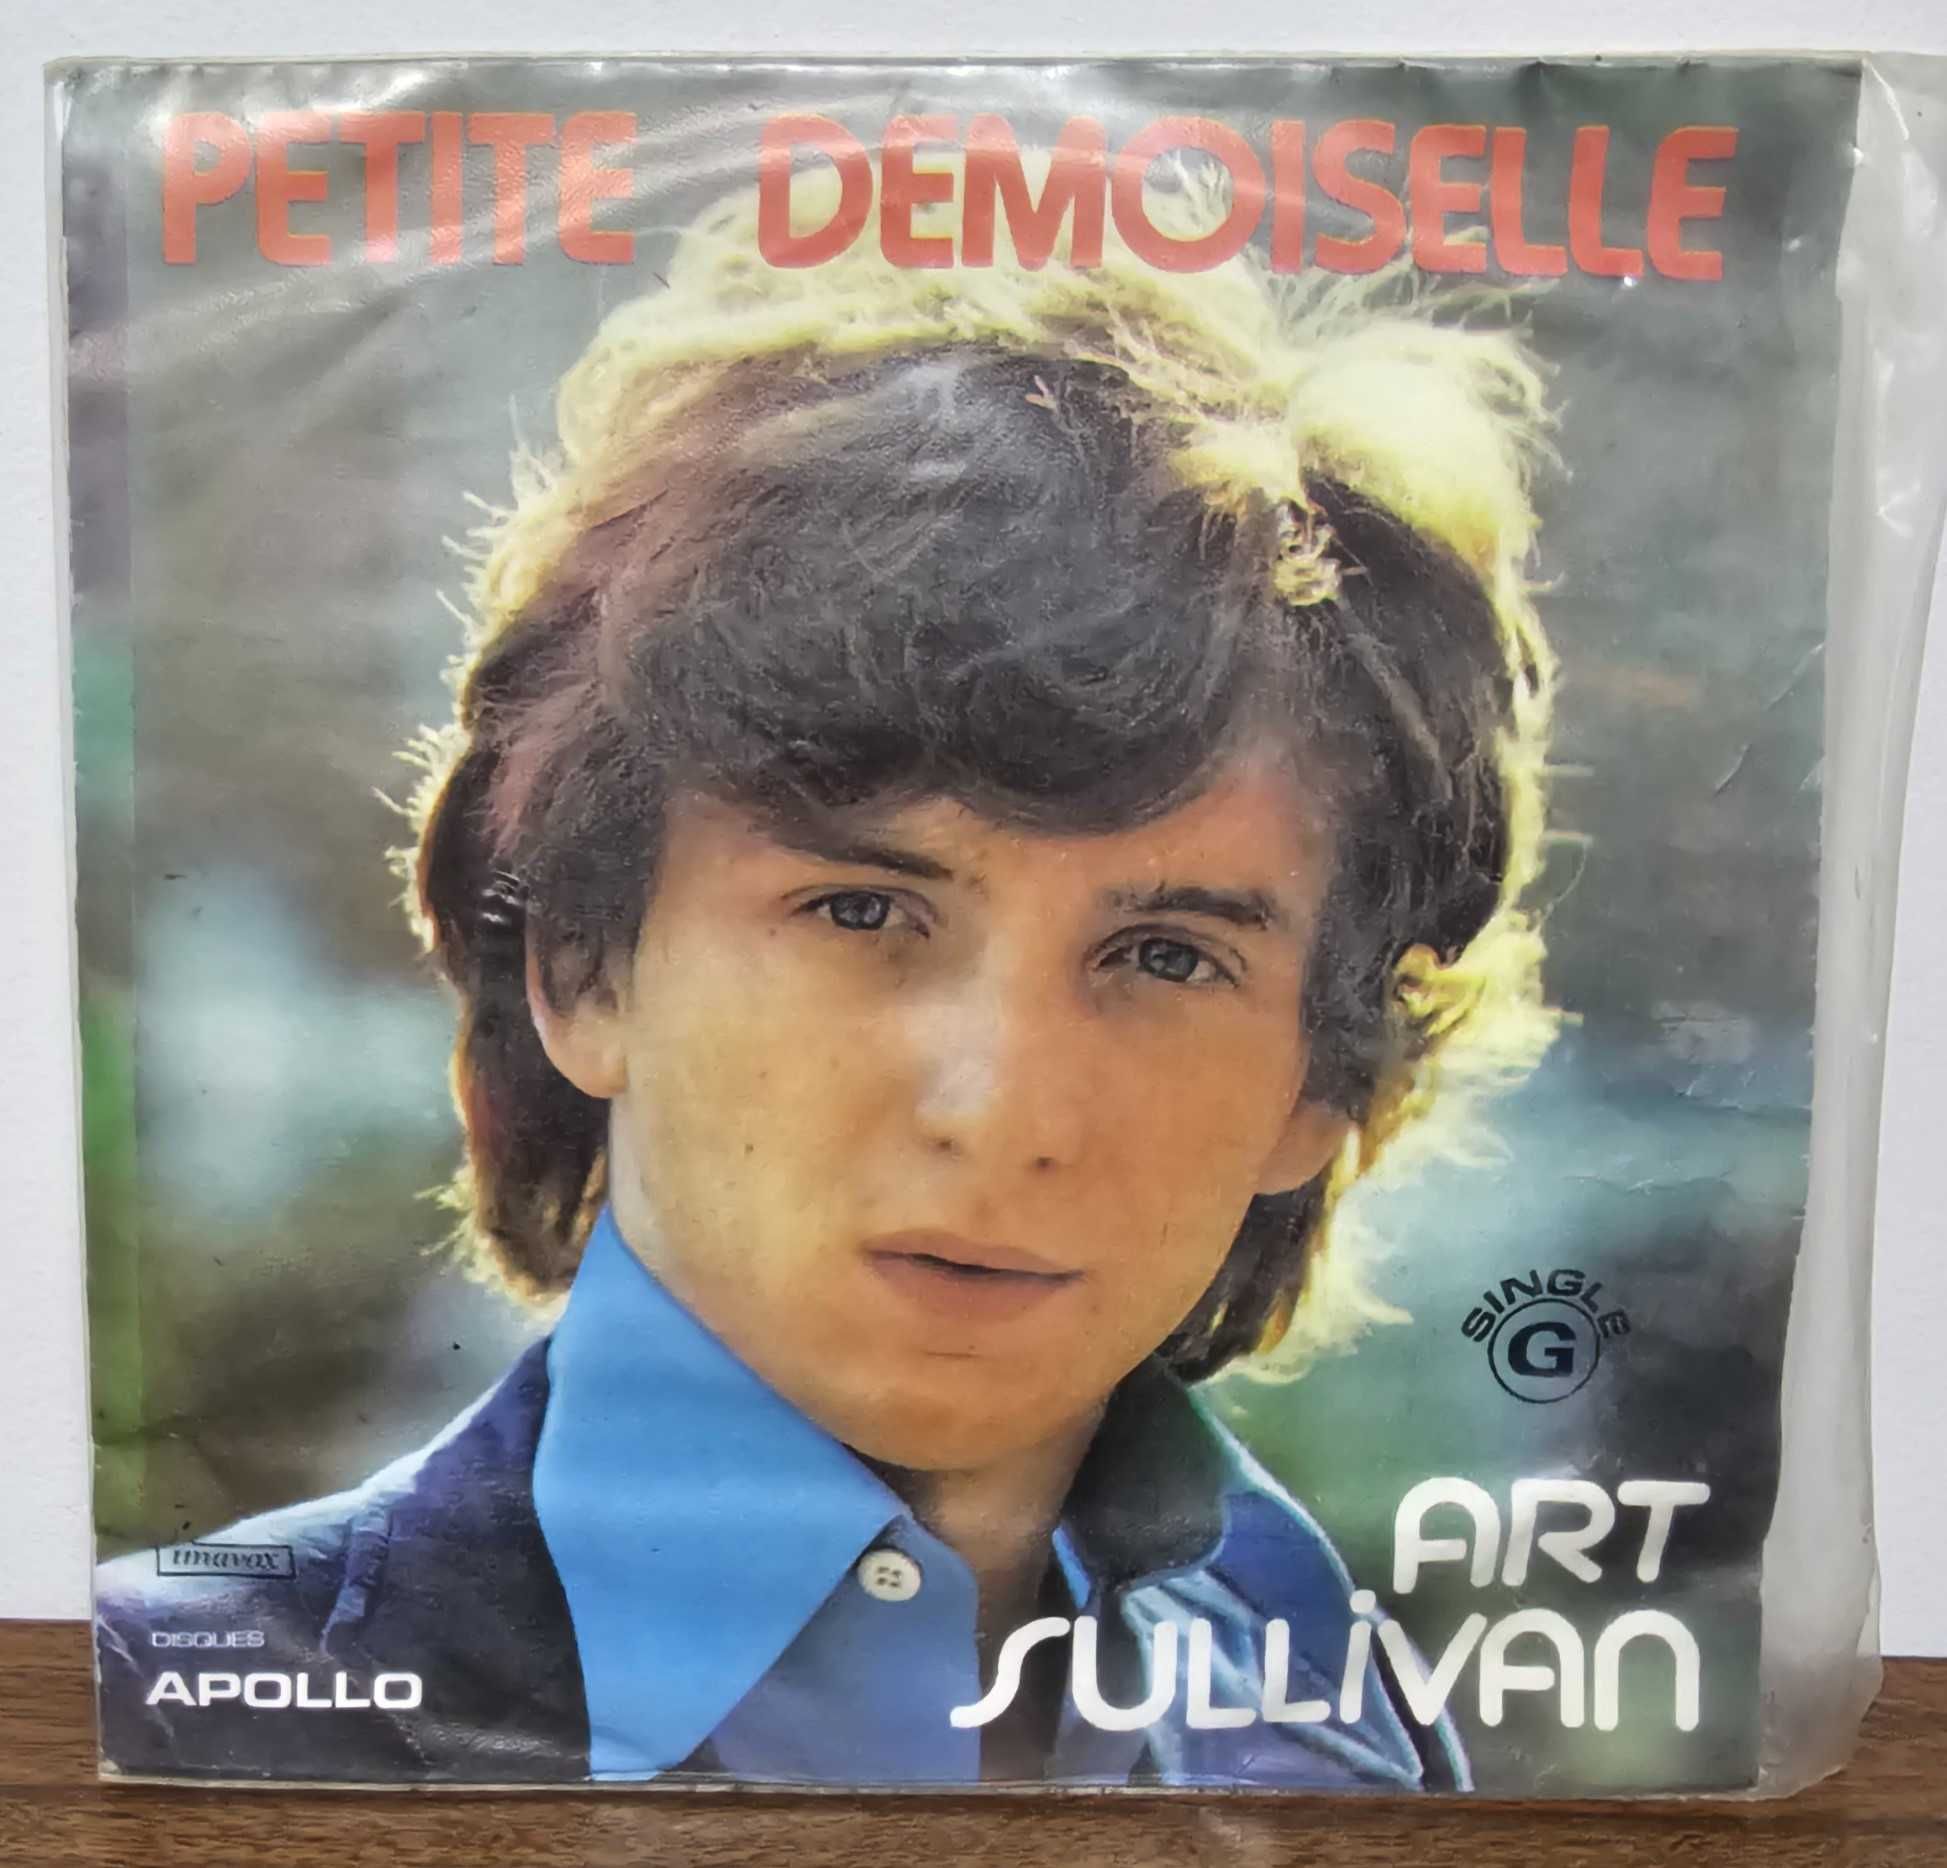 PETITE DEMOISELLE
SINGLE
G
ART
SULLiVAN
imavox
DISQUES
APOLLO